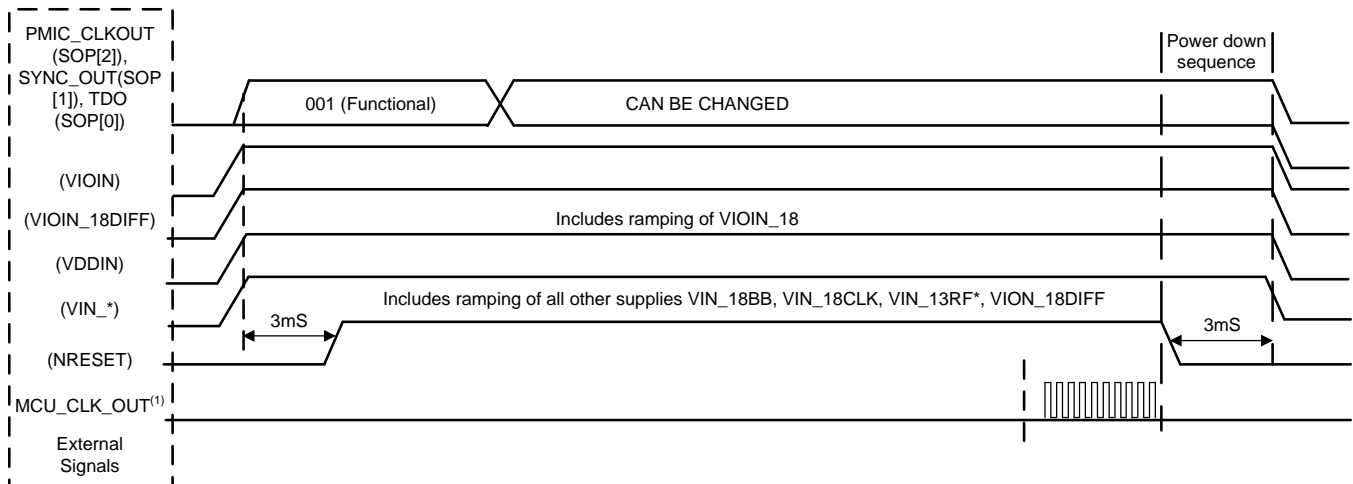 PMIC_CLKOUT
(SOP[2]),
SYNC_OUT(SOP
[1]), TDO
(SOP[0])
001 (Functional)
CAN BE CHANGED
Power down
sequence
(VIOIN)
(VIOIN_18DIFF)
Includes ramping of VIOIN_18
(VDDIN)
(VIN_*)
Includes ramping of all other supplies VIN_18BB, VIN_18CLK, VIN_13RF*, VION_18DIFF
3mS
3mS
(NRESET)
MCU_CLK_OUT(1)
External
Signals